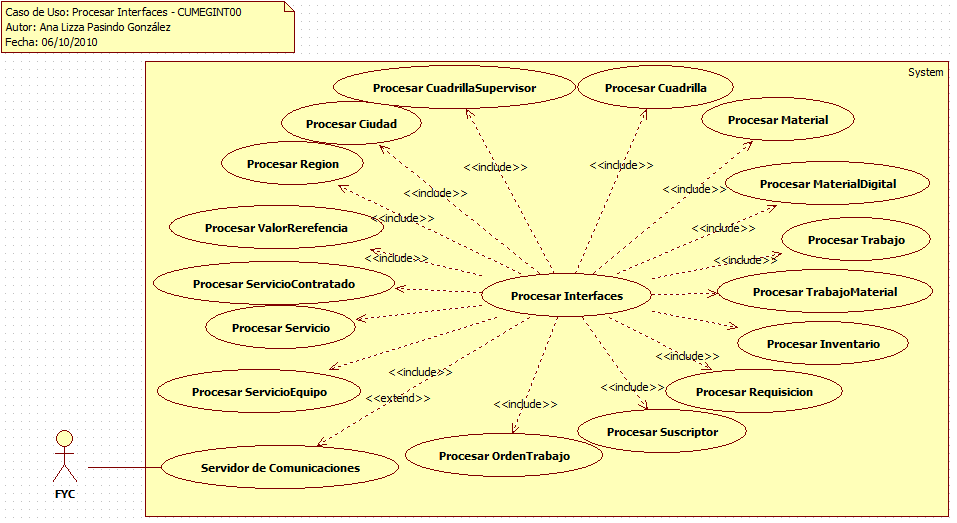 Caso de Uso: Procesar Interfaces - CUMEGINT00
Autor: Ana Lizza Pasindo González
Fecha: 06/10/2010
System
Procesar CuadrillaSupervisor
Procesar Cuadrilla
Procesar Ciudad
Procesar Material
Procesar Region
<<include>>
<<include>>
Procesar MaterialDigital
<<include>>
<<include>>
<<include>>
Procesar ValorRerefencia
<<include>>
Procesar Trabajo
<<include>>
<<include>>
Procesar ServicioContratado
Procesar Interfaces
Procesar TrabajoMaterial
Procesar Servicio
Procesar Inventario
<<include>>
<<include>>
Procesar ServicioEquipo
<<include>>
Procesar Requisicion
<<extend>>
<<include>>
Procesar Suscriptor
Procesar OrdenTrabajo
Servidor de Comunicaciones
FYC